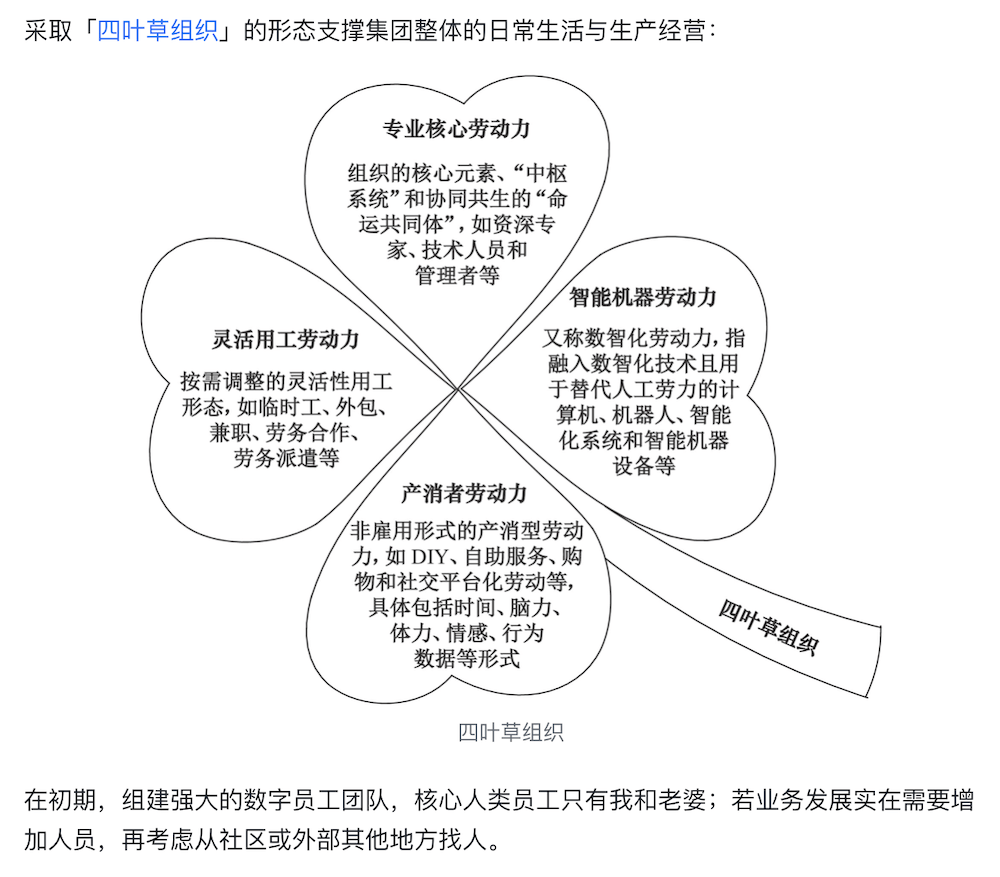 采取「四叶草组织」的形态支撑集团整体的日常生活与生产经营：
专业核心劳动力
组织的核心元素、“中枢
系统”和协同共生的“命
运共同体”，如资深专
家、技术人员和
管理者等
灵活用工劳动力
按需调整的灵活性用工
形态，如临时工、外包、
兼职、劳务合作、
劳务派遣等
智能机器劳动力
又称数智化劳动力，指
融入数智化技术且用
于替代人工劳力的计
算机、机器人、智能
化系统和智能机器
设备等
产消者劳动力
非雇用形式的产消型劳动
力，如 DIY、自助服务、购
物和社交平台化劳动等，
具体包括时间、脑力、
体力、情感、行为
数据等形式
四叶草组织
四叶草组织
在初期，组建强大的数字员工团队，核心人类员工只有我和老婆；若业务发展实在需要增
加人员，再考虑从社区或外部其他地方找人。